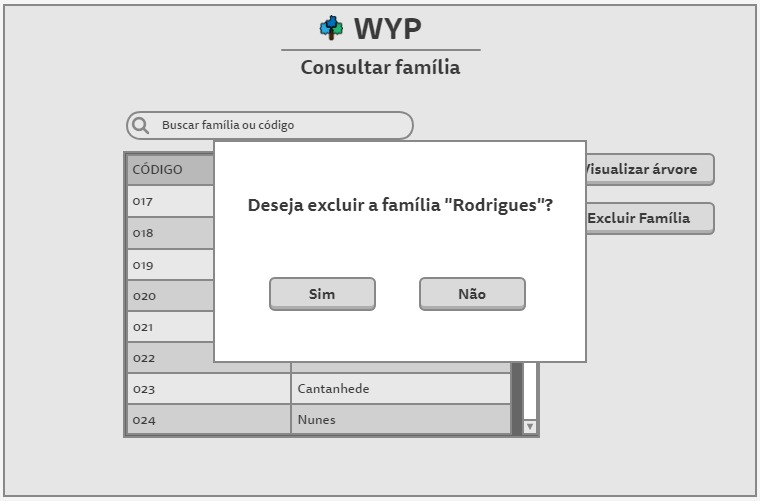 WYP
Consultar família
Buscar família ou código
CÓDIGO
Visualizar árvore
017
Deseja excluir a família "Rodrigues"?
Excluir Família
018
019
020
Sim
Não
021
022
023 Cantanhede
024 Nunes